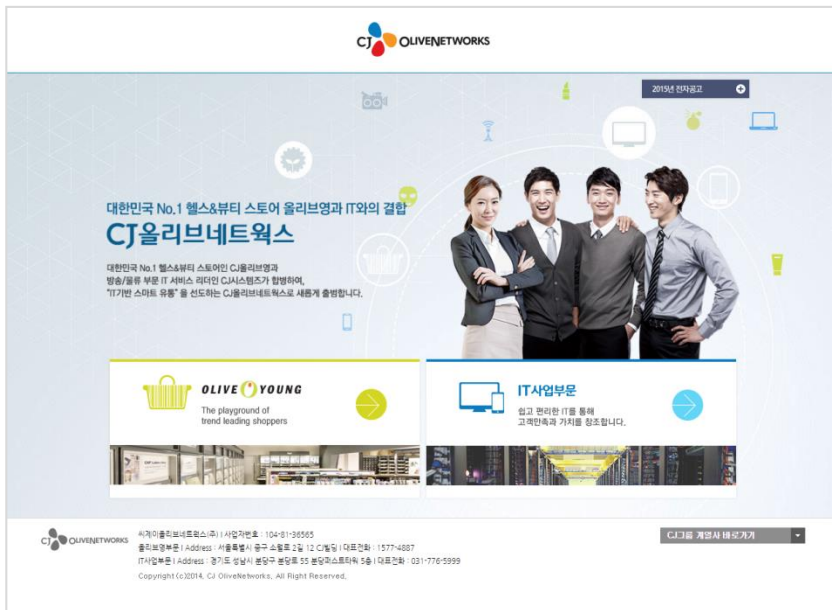 CJ OLIVENETWORKS
2015년 전자공고
대한민국 No.1 헬스&뷰티 스토어 올리브영과 IT와의 결합
CJ올리브네트웍스
대한민국 No.1 헬스&뷰티 스토어인 CJ올리브영과
방송/물류 부문 IT 서비스 리더인 CJ시스템즈가 합병하여,
"IT기반 스마트 유통" 을 선도하는 CJ올리브네트웍스로 새롭게 출범합니다.
OLIVE YOUNG
The playground of
trend leading shoppers
IT사업부문
쉽고 편리한 IT를 통해
고객만족과 가치를 창조합니다.
CJ OLIVENETWORKS
씨제이올리브네트웍스(주) | 사업자번호 : 104-81-36565
올리브영부문 | Address : 서울특별시 중구 소월로 2길 12 CJ빌딩 | 대표전화 : 1577-4887
IT사업부문 | Address : 경기도 성남시 분당구 분당로 55 분당퍼스트타워 5층 | 대표전화 : 031-776-5999
Copyright (c)2014. CJ OliveNetworks. All Right Reserved.
CJ그룹 계열사 바로가기